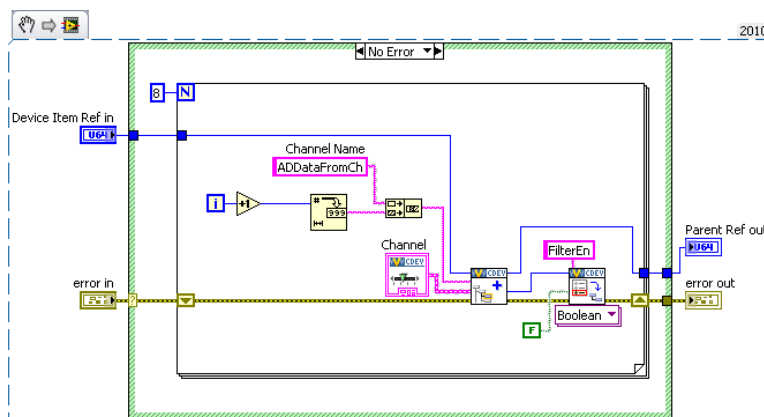 2010
No Error
8
N
Device Item Ref in
U64
Channel Name
ADDataFromCh
i
+1
#
999
Channel
CDEV
Parent Ref out
U64
FilterEn
CDEV
CDEV
error in
?
error out
F
Boolean